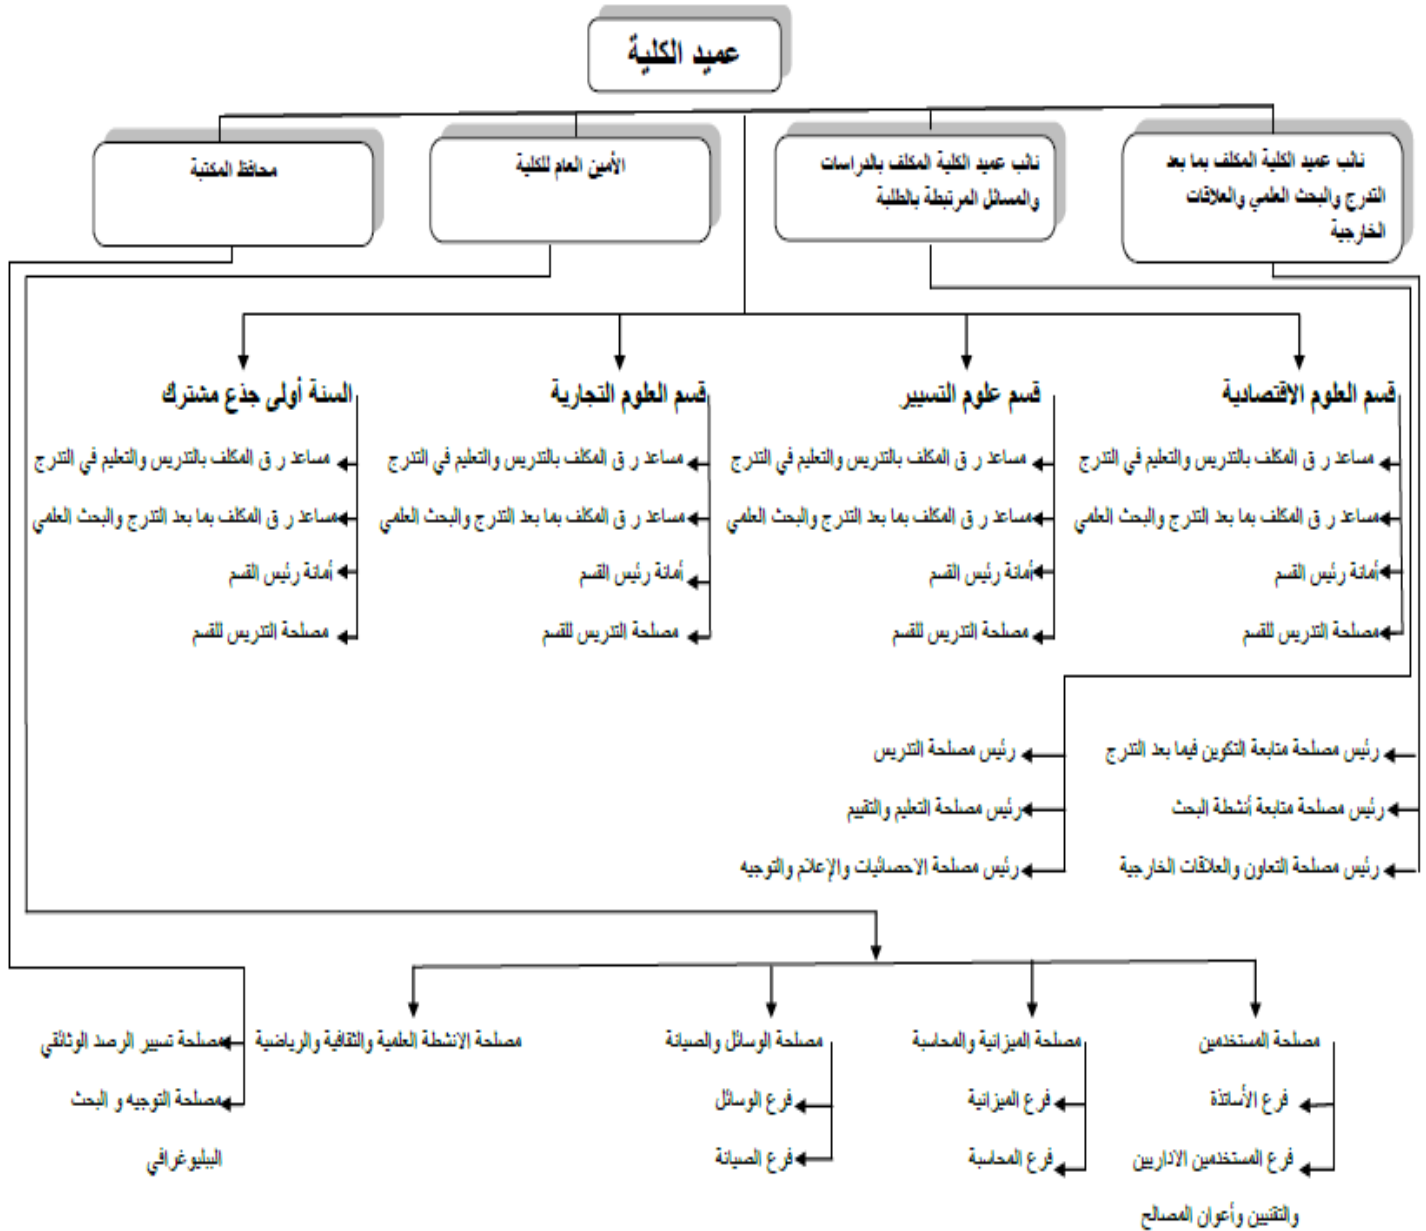 عميد الكلية
نائب عميد الكلية المكلف بما بعد
التدرج والبحث العلمي والعلاقات
الخارجية
نائب عميد الكلية المكلف بالدراسات
والمسائل المرتبطة بالطلبة
الأمين العام للكلية
محافظ المكتبة
قسم العلوم الاقتصادية
مساعد ر ق المكلف بالتدريس والتعليم في التدرج
مساعد ر ق المكلف بما بعد التدرج والبحث العلمي
أمانة رئيس القسم
مصلحة التدريس للقسم
قسم علوم التسيير
مساعد ر ق المكلف بالتدريس والتعليم في التدرج
مساعد ر ق المكلف بما بعد التدرج والبحث العلمي
أمانة رئيس القسم
مصلحة التدريس للقسم
قسم العلوم التجارية
مساعد ر ق المكلف بالتدريس والتعليم في التدرج
مساعد ر ق المكلف بما بعد التدرج والبحث العلمي
أمانة رئيس القسم
مصلحة التدريس للقسم
السنة أولى جذع مشترك
مساعد ر ق المكلف بالتدريس والتعليم في التدرج
مساعد ر ق المكلف بما بعد التدرج والبحث العلمي
أمانة رئيس القسم
مصلحة التدريس للقسم
رئيس مصلحة متابعة التكوين فيما بعد التدرج
رئيس مصلحة متابعة أنشطة البحث
رئيس مصلحة التعاون والعلاقات الخارجية
رئيس مصلحة التدريس
رئيس مصلحة التعليم والتقييم
رئيس مصلحة الاحصائيات والإعلام والتوجيه
مصلحة المستخدمين
فرع الأساتذة
فرع المستخدمين الاداريين
والتقنيين وأعوان المصالح
مصلحة الميزانية والمحاسبة
فرع الميزانية
فرع المحاسبة
مصلحة الوسائل والصيانة
فرع الوسائل
فرع الصيانة
مصلحة الانشطة العلمية والثقافية والرياضية
مصلحة تسيير الرصد الوثائقي
مصلحة التوجيه و البحث
الببليوغرافي